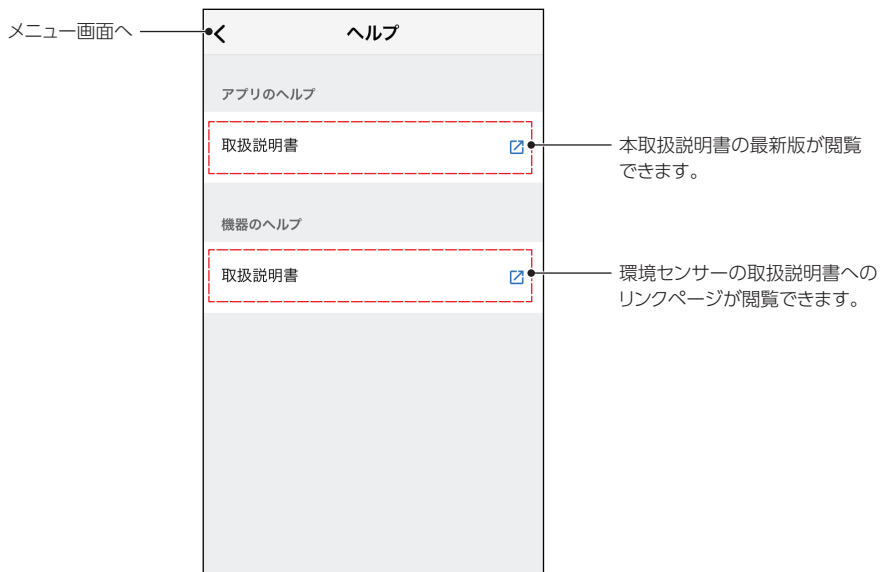 メニュー画面へ
ヘルプ
アプリのヘルプ
取扱説明書
本取扱説明書の最新版が閲覧
できます。
機器のヘルプ
取扱説明書
環境センサーの取扱説明書への
リンクページが閲覧できます。